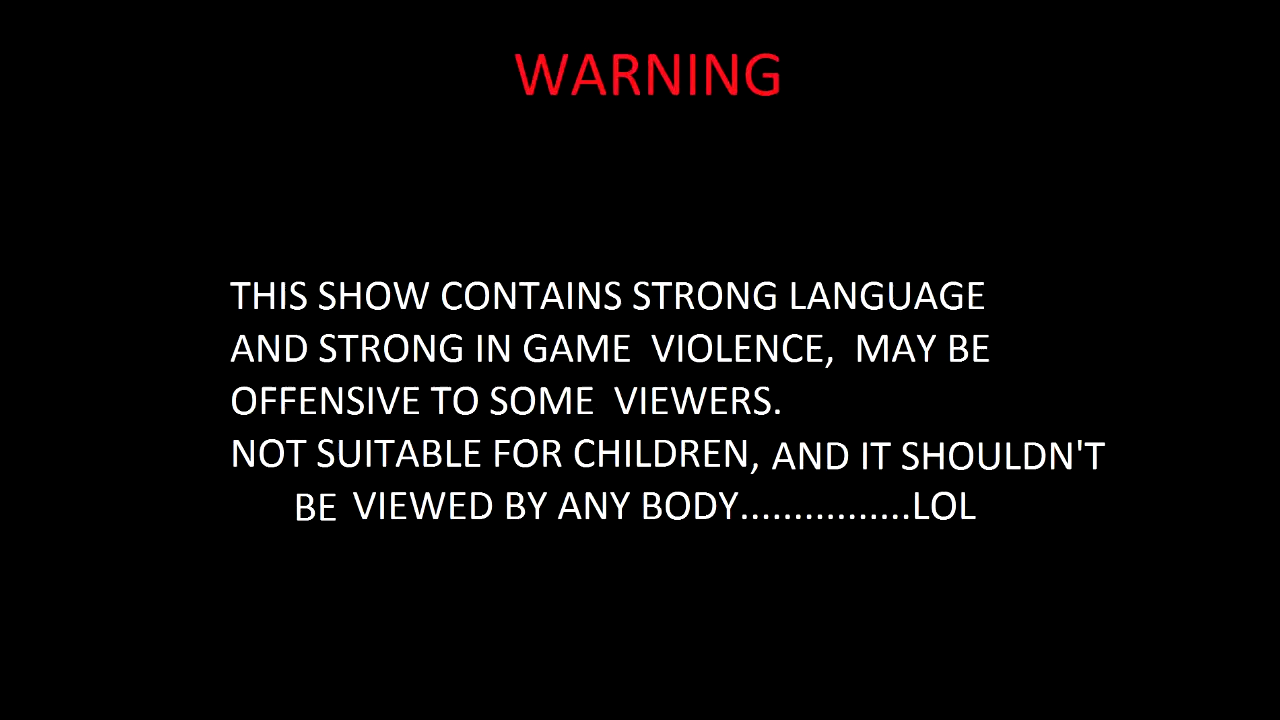 WARNING
THIS SHOW CONTAINS STRONG LANGUAGE
AND STRONG IN GAME  VIOLENCE,  MAY BE
OFFENSIVE TO SOME  VIEWERS.
NOT SUITABLE FOR CHILDREN, AND IT SHOULDN'T
BE VIEWED BY ANY BODY................LOL